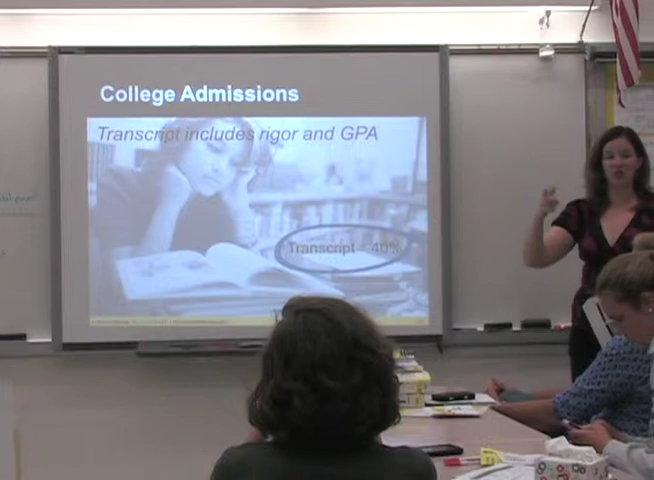 College Admissions
Transcript includes rigor and GPA
Transcript - 40%